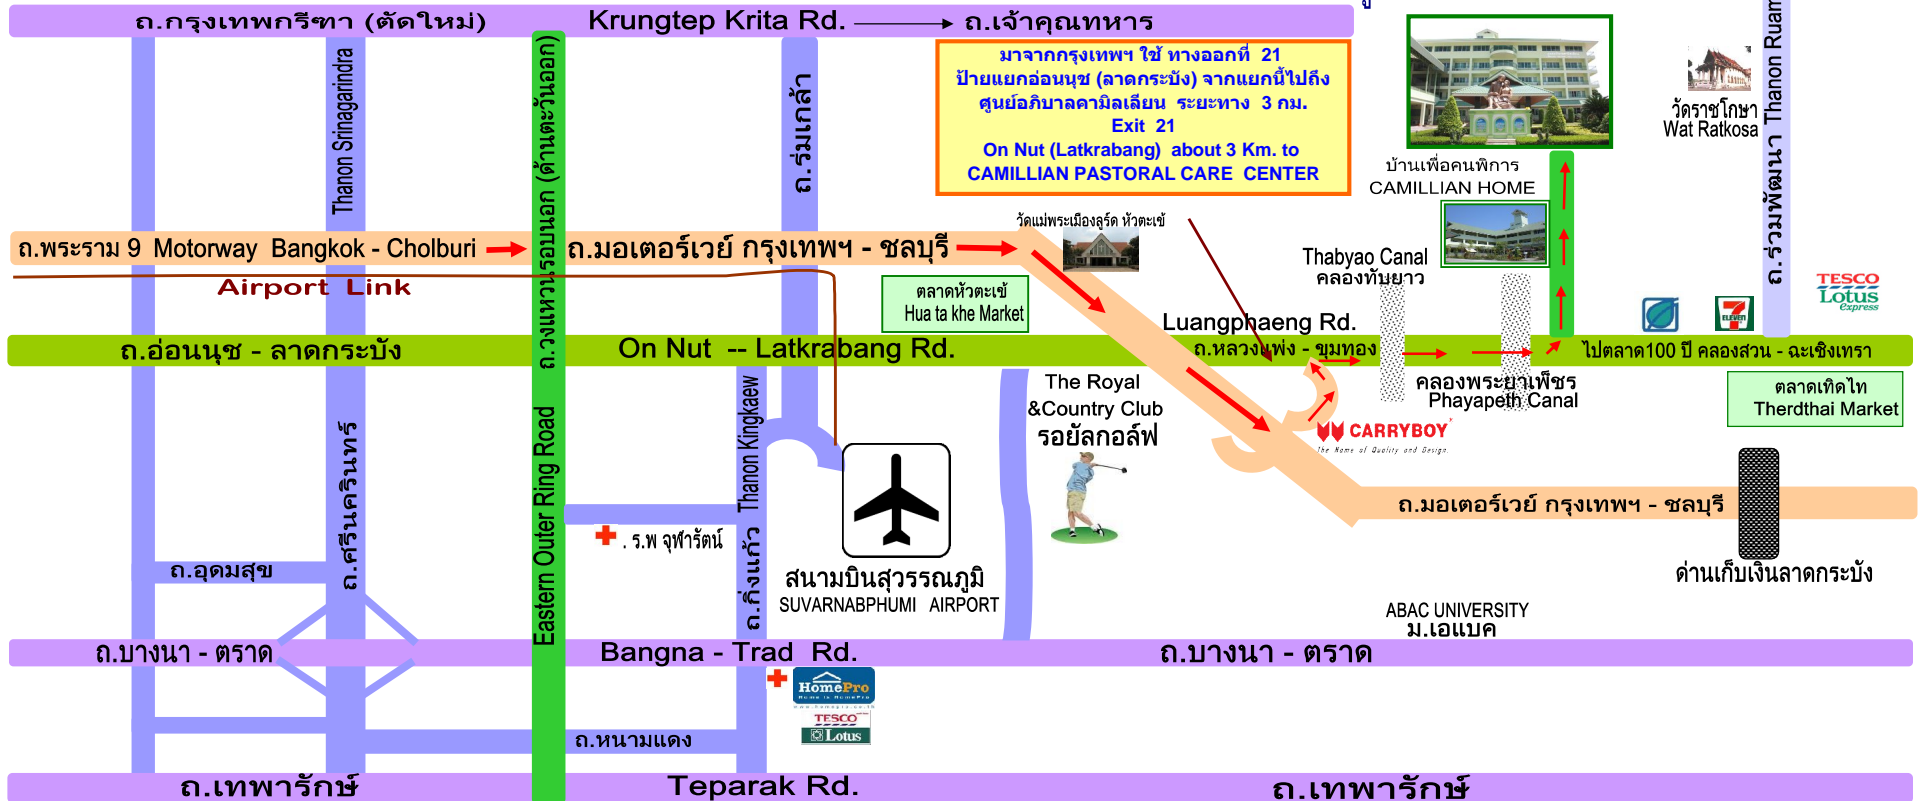 ถ.กรุงเทพกรีฑา (ตัดใหม่)
Krungtep Krita Rd.
ถ.เจ้าคุณทหาร
มาจากกรุงเทพฯ ใช้ ทางออกที่ 21
ป้ายแยกอ่อนนุช (ลาดกระบัง) จากแยกนี้ไปถึง
ศูนย์อภิบาลคามิลเลียน ระยะทาง 3 กม.
Exit 21
On Nut (Latkrabang) about 3 Km. to
CAMILLIAN PASTORAL CARE CENTER
Thanon Srinagarindra
ถ.วงแหวนรอบนอก (ด้านตะวันออก)
ถ.ร่มเกล้า
วัดราชโกษา
Wat Ratkosa
ถ.ร่วมพัฒนา Thanon Ruam
บ้านเพื่อคนพิการ
CAMILLIAN HOME
วัดแม่พระเมืองลูร์ด หัวตะเข้
ถ.พระราม 9 Motorway Bangkok - Cholburi
ถ.มอเตอร์เวย์ กรุงเทพฯ - ชลบุรี
Airport Link
ตลาดหัวตะเข้
Hua ta khe Market
Thabyao Canal
คลองทับยาว
TESCO
Lotus
express
7 ELEVEN
Luangphaeng Rd.
ถ.อ่อนนุช - ลาดกระบัง
On Nut -- Latkrabang Rd.
ถ.หลวงแพ่ง - ขุมทอง
ไปตลาด100 ปี คลองสวน - ฉะเชิงเทรา
The Royal
&Country Club
รอยัลกอล์ฟ
คลองพระยาเพ็ชร
Phayapeth Canal
ตลาดเทิดไท
Therdthai Market
CARRYBOY
The Name of Quality and Design.
Eastern Outer Ring Road
Thanon Kingkaew
ถ.กิ่งแก้ว
ถ.ศรีนครินทร์
ถ.มอเตอร์เวย์ กรุงเทพฯ - ชลบุรี
. ร.พ จุฬารัตน์
ถ.อุดมสุข
สนามบินสุวรรณภูมิ
SUVARNABPHUMI AIRPORT
ด่านเก็บเงินลาดกระบัง
ABAC UNIVERSITY
ม.เอแบค
ถ.บางนา - ตราด
Bangna - Trad Rd.
ถ.บางนา - ตราด
HomePro
Home is HomePro
www.homepro.co.th
TESCO
Lotus
ถ.หนามแดง
ถ.เทพารักษ์
Teparak Rd.
ถ.เทพารักษ์